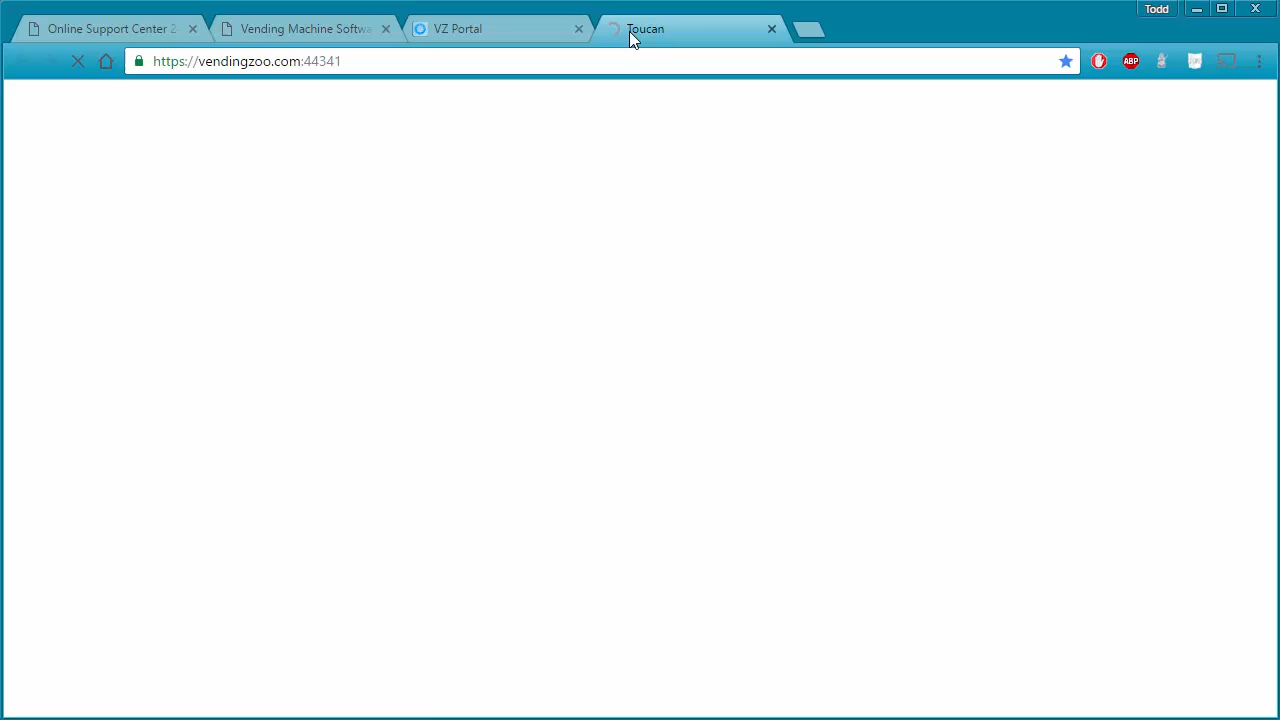 Todd
Online Support Center 2
Vending Machine Softwa
VZ Portal
Toucan
https://vendingzoo.com:44341
ABP